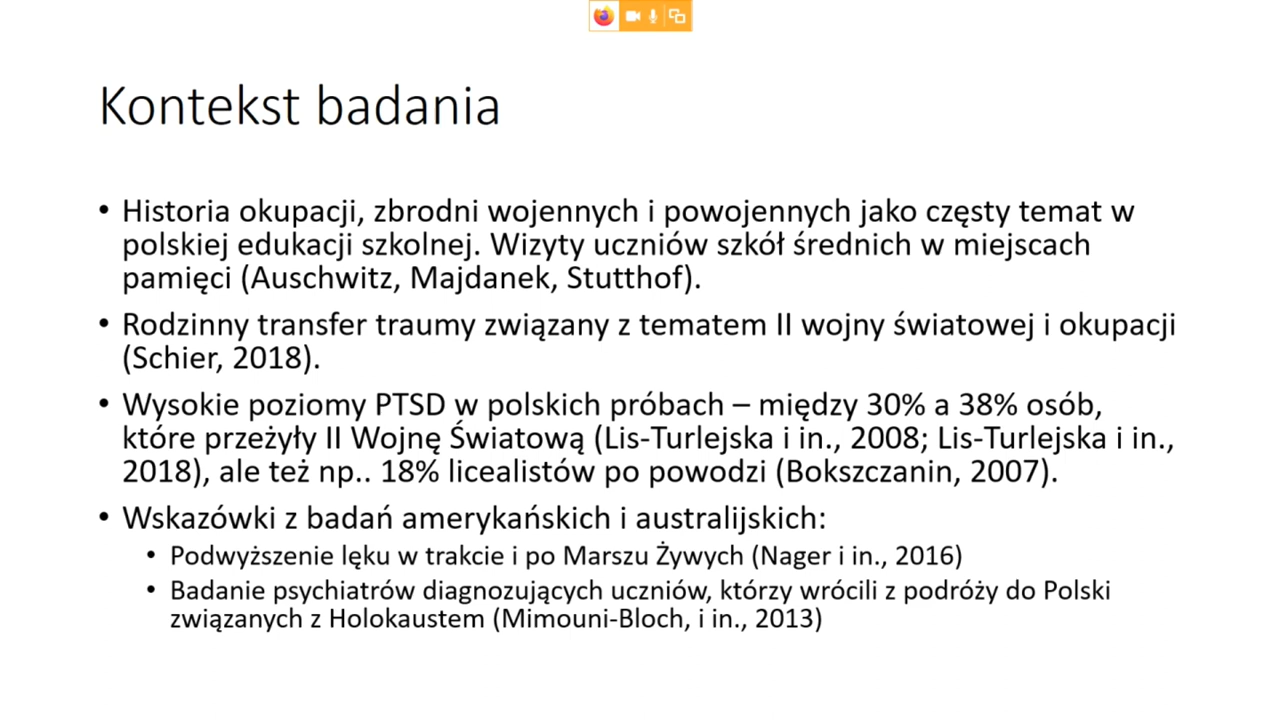 Kontekst badania
• Historia okupacji, zbrodni wojennych i powojennych jako częsty temat w
polskiej edukacji szkolnej. Wizyty uczniów szkół średnich w miejscach
pamięci (Auschwitz, Majdanek, Stutthof).
• Rodzinny transfer traumy związany z tematem II wojny światowej i okupacji
(Schier, 2018).
• Wysokie poziomy PTSD w polskich próbach – między 30% a 38% osób,
które przeżyły II Wojnę Światową (Lis-Turlejska i in., 2008; Lis-Turlejska i in.,
2018), ale też np.. 18% licealistów po powodzi (Bokszczanin, 2007).
• Wskazówki z badań amerykańskich i australijskich:
• Podwyższenie lęku w trakcie i po Marszu Żywych (Nager i in., 2016)
• Badanie psychiatrów diagnozujących uczniów, którzy wrócili z podróży do Polski
związanych z Holokaustem (Mimouni-Bloch, i in., 2013)